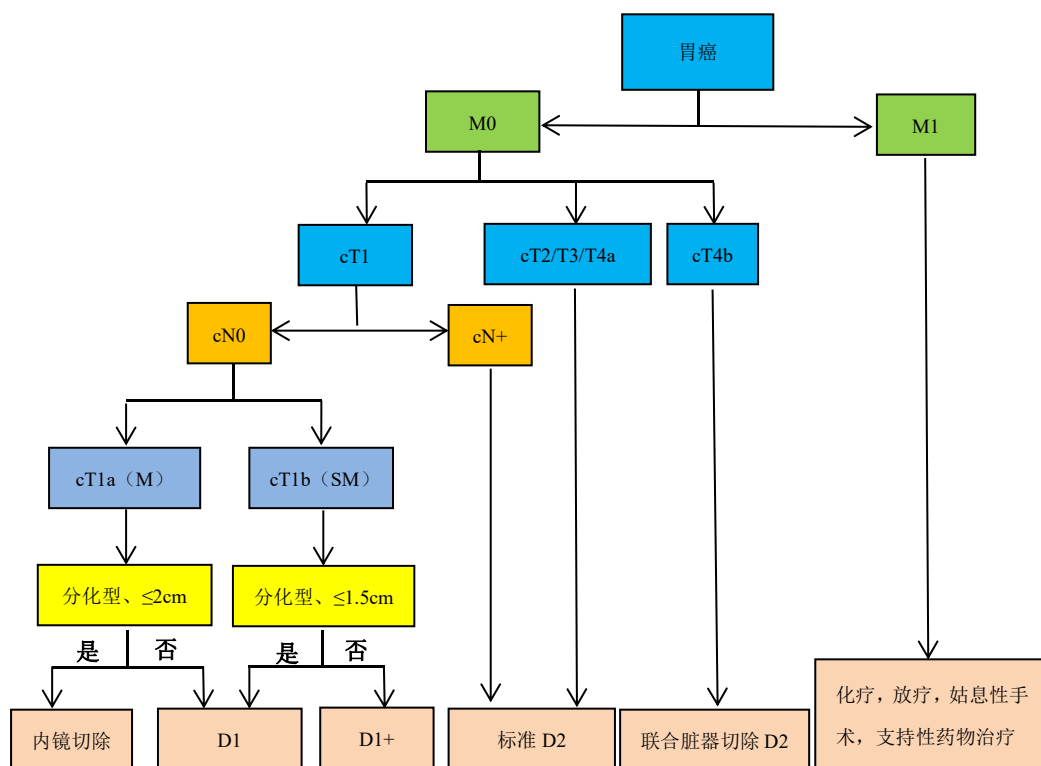 胃癌
M0
M1
cT1
cT2/T3/T4a
cT4b
cN0
cN+
cT1a（M）
cT1b（SM）
分化型、≤2cm
分化型、≤1.5cm
是
否
是
否
内镜切除
D1
D1+
标准 D2
联合脏器切除 D2
化疗，放疗，姑息性手
术，支持性药物治疗